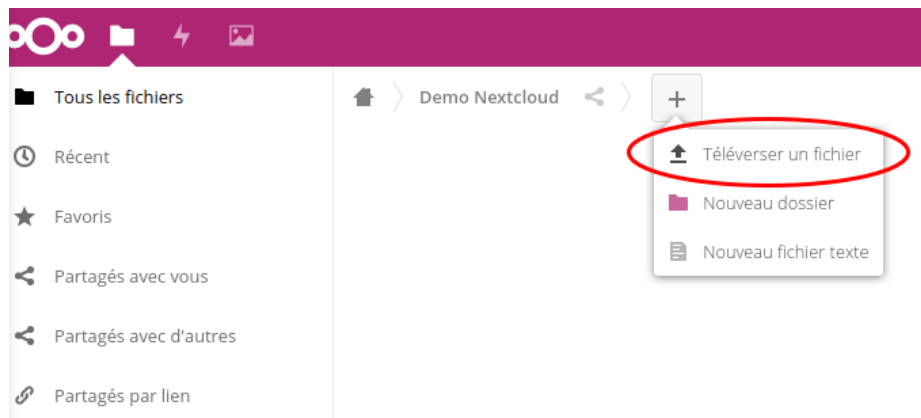 Tous les fichiers
Demo Nextcloud
Téléverser un fichier
Récent
Nouveau dossier
Favoris
Nouveau fichier texte
Partagés avec vous
Partagés avec d'autres
Partagés par lien